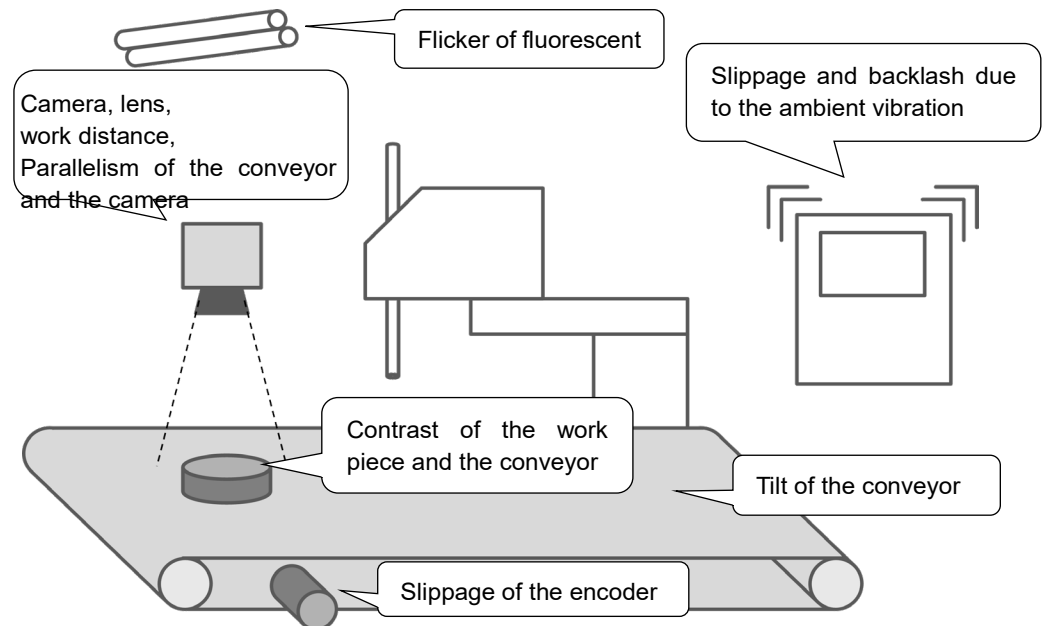 Flicker of fluorescent
Slippage and backlash due
to the ambient vibration
Camera, lens,
work distance,
Parallelism of the conveyor
and the camera
Contrast of the work
piece and the conveyor
Tilt of the conveyor
Slippage of the encoder